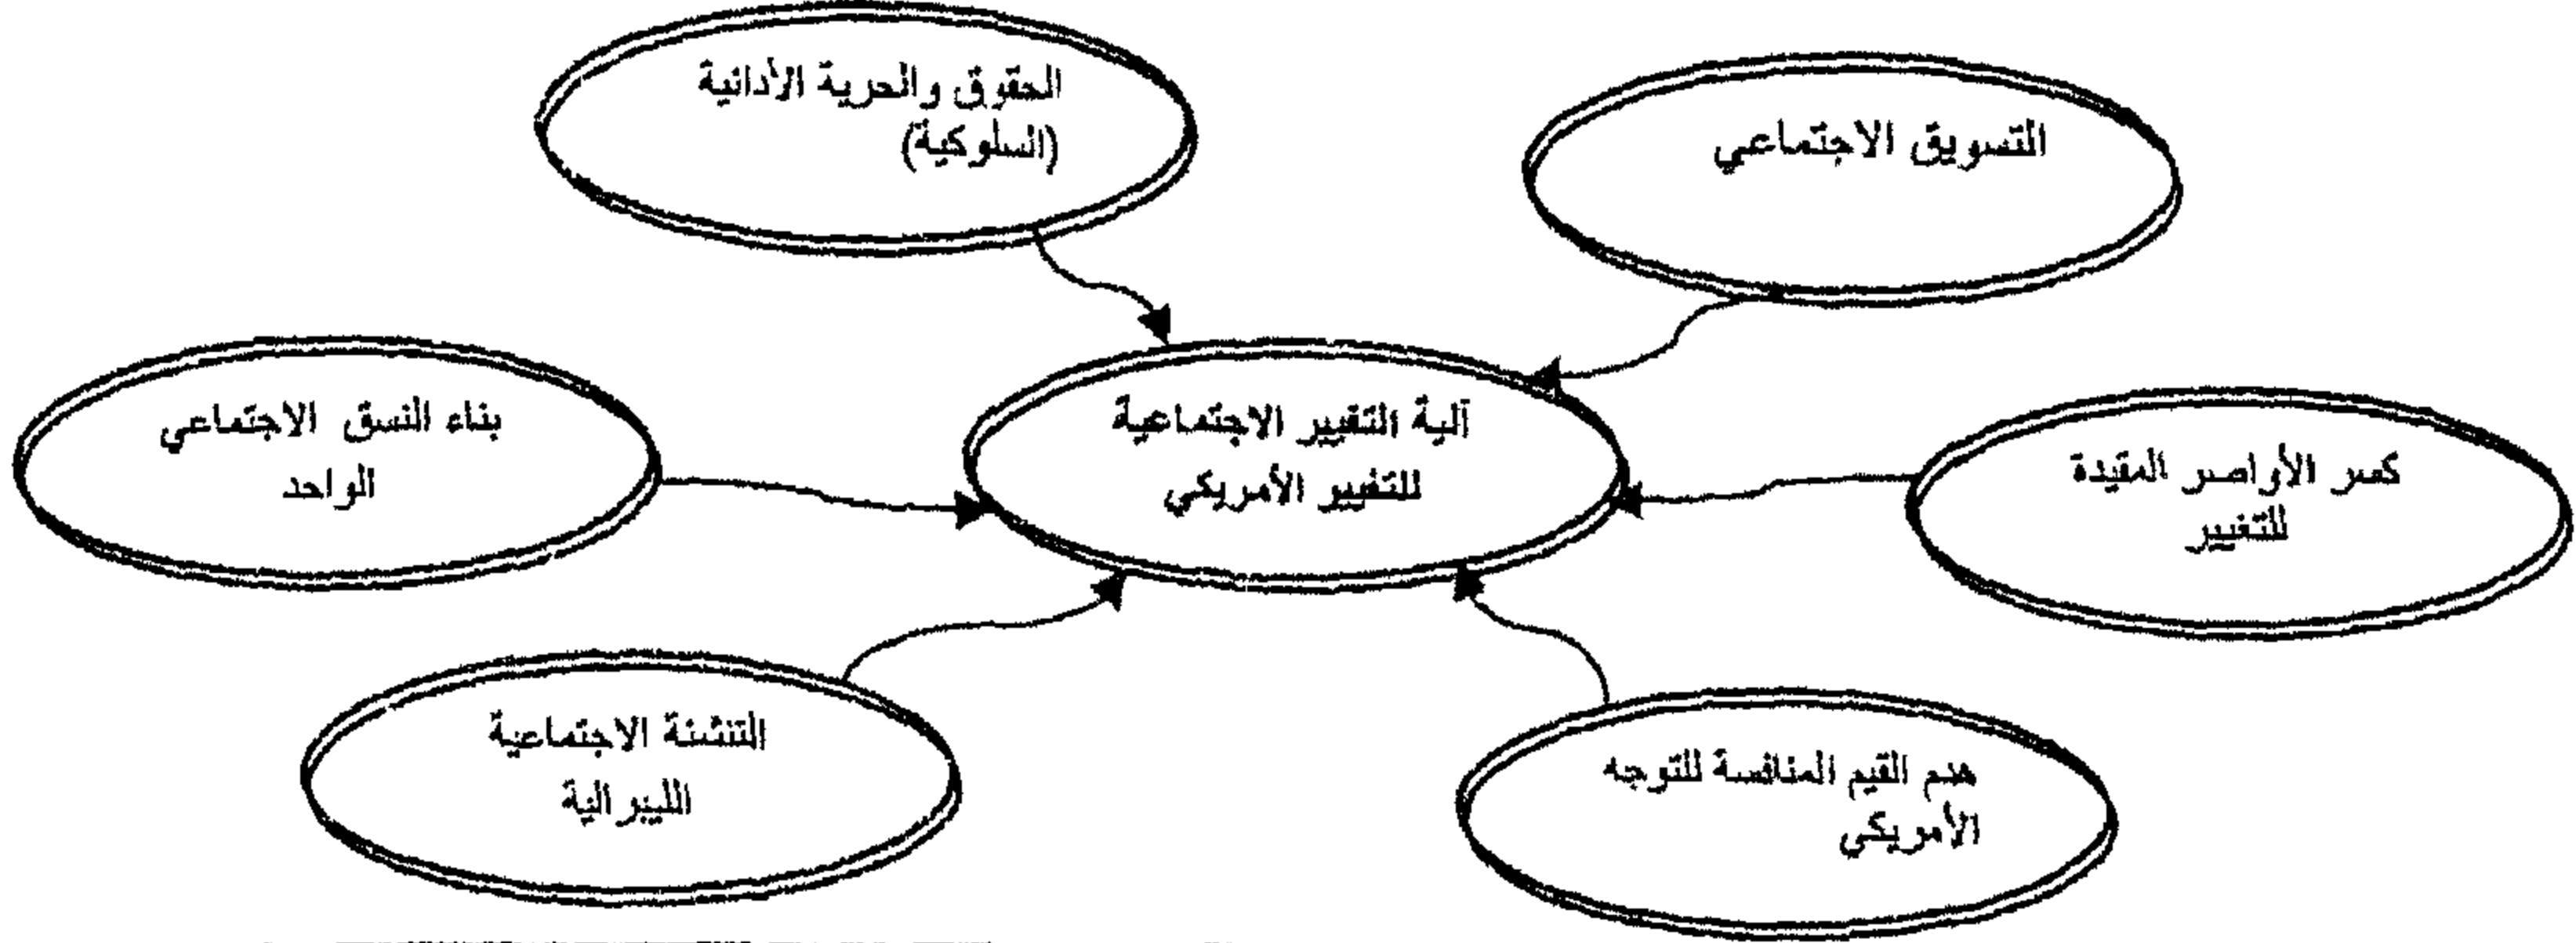 الحقوق والحرية الأدائية
(السلوكية)
التسويق الاجتماعي
بناء النسق الاجتماعي
الواحد
آلية التغيير الاجتماعية
للتغيير الأمريكي
كسر الأواصر المقيدة
للتغيير
التنشئة الاجتماعية
الليبرالية
هدم القيم المنافسة للتوجه
الأمريكي